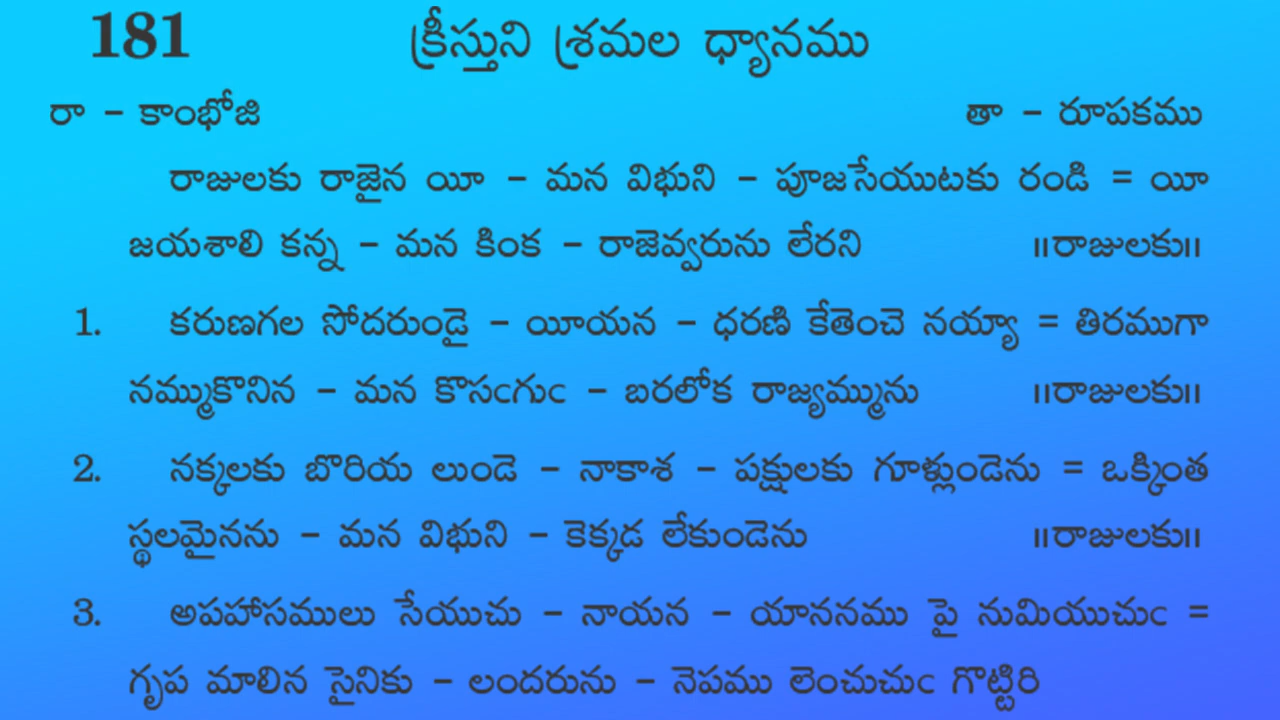 181 క్రీస్తుని శ్రమల ధ్యానము
రా - కాంభోజి తా - రూపకము
రాజులకు రాజైన యీ - మన విభుని - పూజసేయుటకు రండి = యీ
జయశాలి కన్న - మన కింక - రాజెవ్వరును లేరని ॥రాజులకు॥
1. కరుణగల సోదరుండై - యీయన - ధరణి కేతెంచె నయ్యా = తిరముగా
నమ్ముకొనిన - మన కొసఁగుఁ - బరలోక రాజ్యమ్మును ॥రాజులకు॥
2. నక్కలకు బొరియ లుండె - నాకాశ - పక్షులకు గూళ్లుండెను = ఒక్కింత
స్థలమైనను - మన విభుని - కెక్కడ లేకుండెను ॥రాజులకు॥
3. అపహాసములు సేయుచు - నాయన - యాననము పై నుమియుచుఁ =
గృప మాలిన సైనికు - లందరును - నెపము లెంచుచుఁ గొట్టిరి